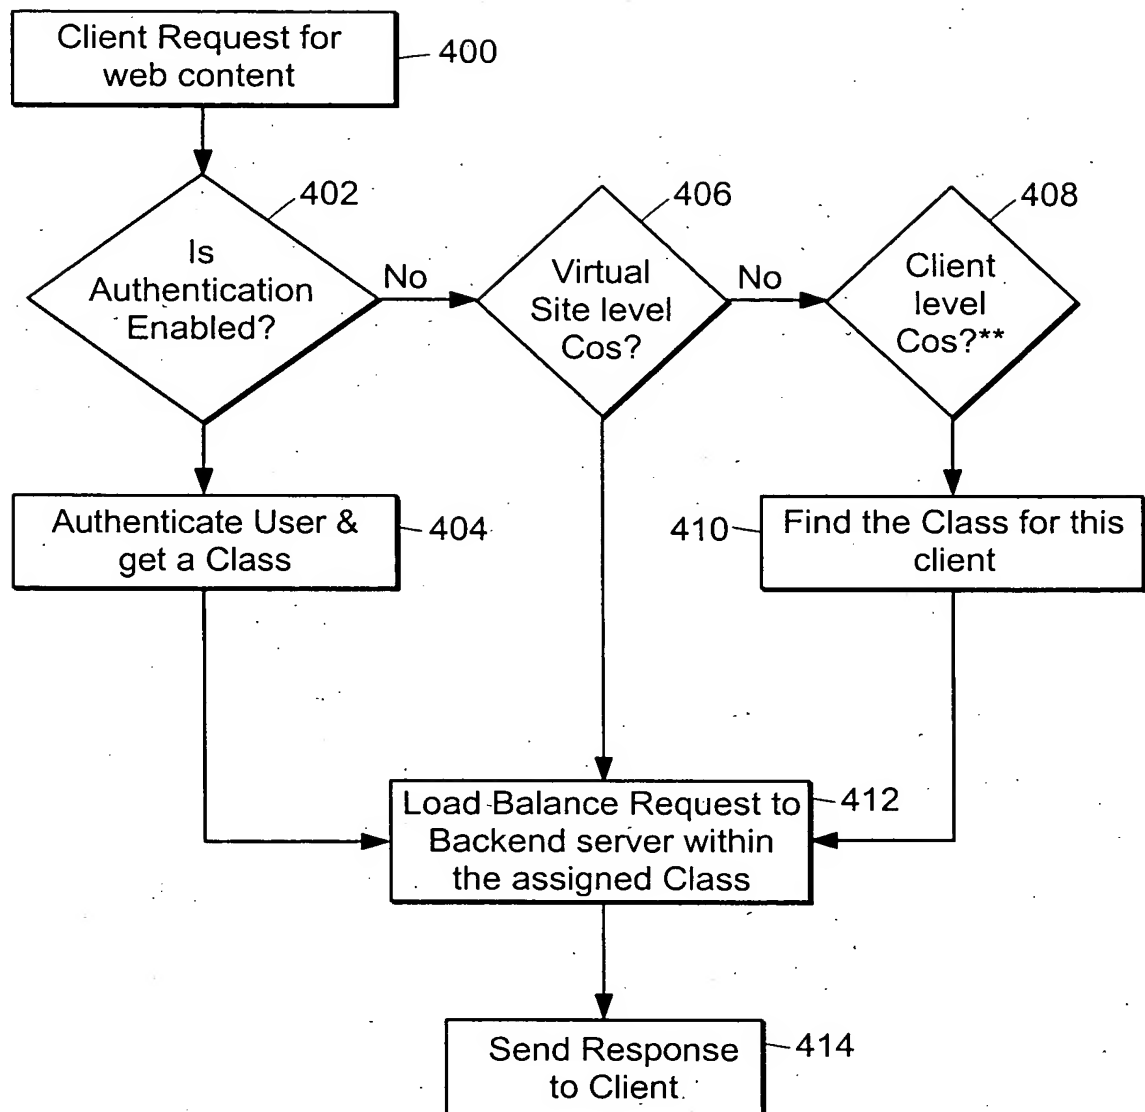 Client Request for
web content
400
402
Is
Authentication
Enabled?
No
406
Virtual
Site level
Cos?
No
408
Client
level
Cos?**
Authenticate User &
get a Class
404
410
Find the Class for this
client
Load Balance Request to
Backend server within
the assigned Class
412
Send Response
to Client
414